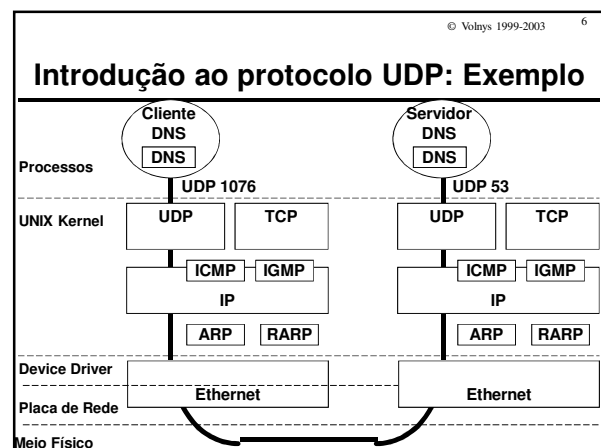 © Volnys 1999-2003 6
Introdução ao protocolo UDP: Exemplo
Cliente
DNS
DNS
Servidor
DNS
DNS
Processos
UDP 1076
UDP 53
UNIX Kernel
UDP
TCP
UDP
TCP
ICMP
IGMP
ICMP
IGMP
IP
IP
ARP
RARP
ARP
RARP
Device Driver
Ethernet
Ethernet
Placa de Rede
Meio Físico